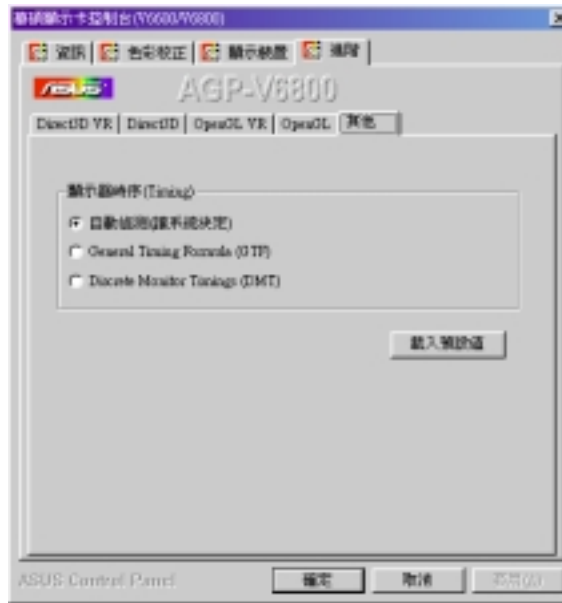 華碩顯示卡控制台(V6600/V6800)
資訊 色彩校正 顯示裝置 進階
ASUS AGP-V6800
Direct3D VR Direct3D OpenGL VR OpenGL 其他
顯示器時序(Timing)
自動偵測(讓系統決定)
General Timing Formula (GTF)
Discrete Monitor Timings (DMT)
載入預設值
ASUS Control Panel 確定 取消 套用(A)